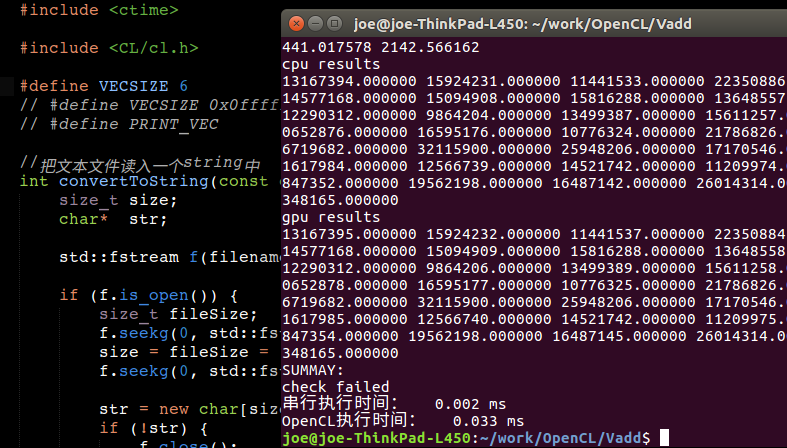 #include <ctime>
#include <CL/cl.h>
#define VECSIZE 6
// #define VECSIZE 0x0ffff
// #define PRINT_VEC
//把文本文件读入一个string中
int convertToString(const
size_t size;
char* str;
std::fstream f(filename
if (f.is_open()) {
size_t fileSize;
f.seekg(0, std::fs
size = fileSize =
f.seekg(0, std::fs
str = new char[size
if (!str) {
f.close();
joe@joe-ThinkPad-L450: ~/work/OpenCL/Vadd
441.017578 2142.566162
cpu results
13167394.000000 15924231.000000 11441533.000000 22350886
14577168.000000 15094908.000000 15816288.000000 13648557
12290312.000000 9864204.000000 13499387.000000 15611257.0
0652876.000000 16595176.000000 10776324.000000 21786826.0
6719682.000000 32115900.000000 25948206.000000 17170546.0
1617984.000000 12566739.000000 14521742.000000 11209974.0
847352.000000 19562198.000000 16487142.000000 26014314.00
348165.000000
gpu results
13167395.000000 15924232.000000 11441537.000000 22350884
14577168.000000 15094909.000000 15816288.000000 13648558
12290312.000000 9864206.000000 13499389.000000 15611258.0
0652878.000000 16595177.000000 10776325.000000 21786826.0
6719682.000000 32115900.000000 25948206.000000 17170546.0
1617985.000000 12566740.000000 14521742.000000 11209975.0
847354.000000 19562198.000000 16487145.000000 26014314.00
348165.000000
SUMMAY:
check failed
串行执行时间： 0.002 ms
OpenCL执行时间： 0.033 ms
joe@joe-ThinkPad-L450:~/work/OpenCL/Vadd$